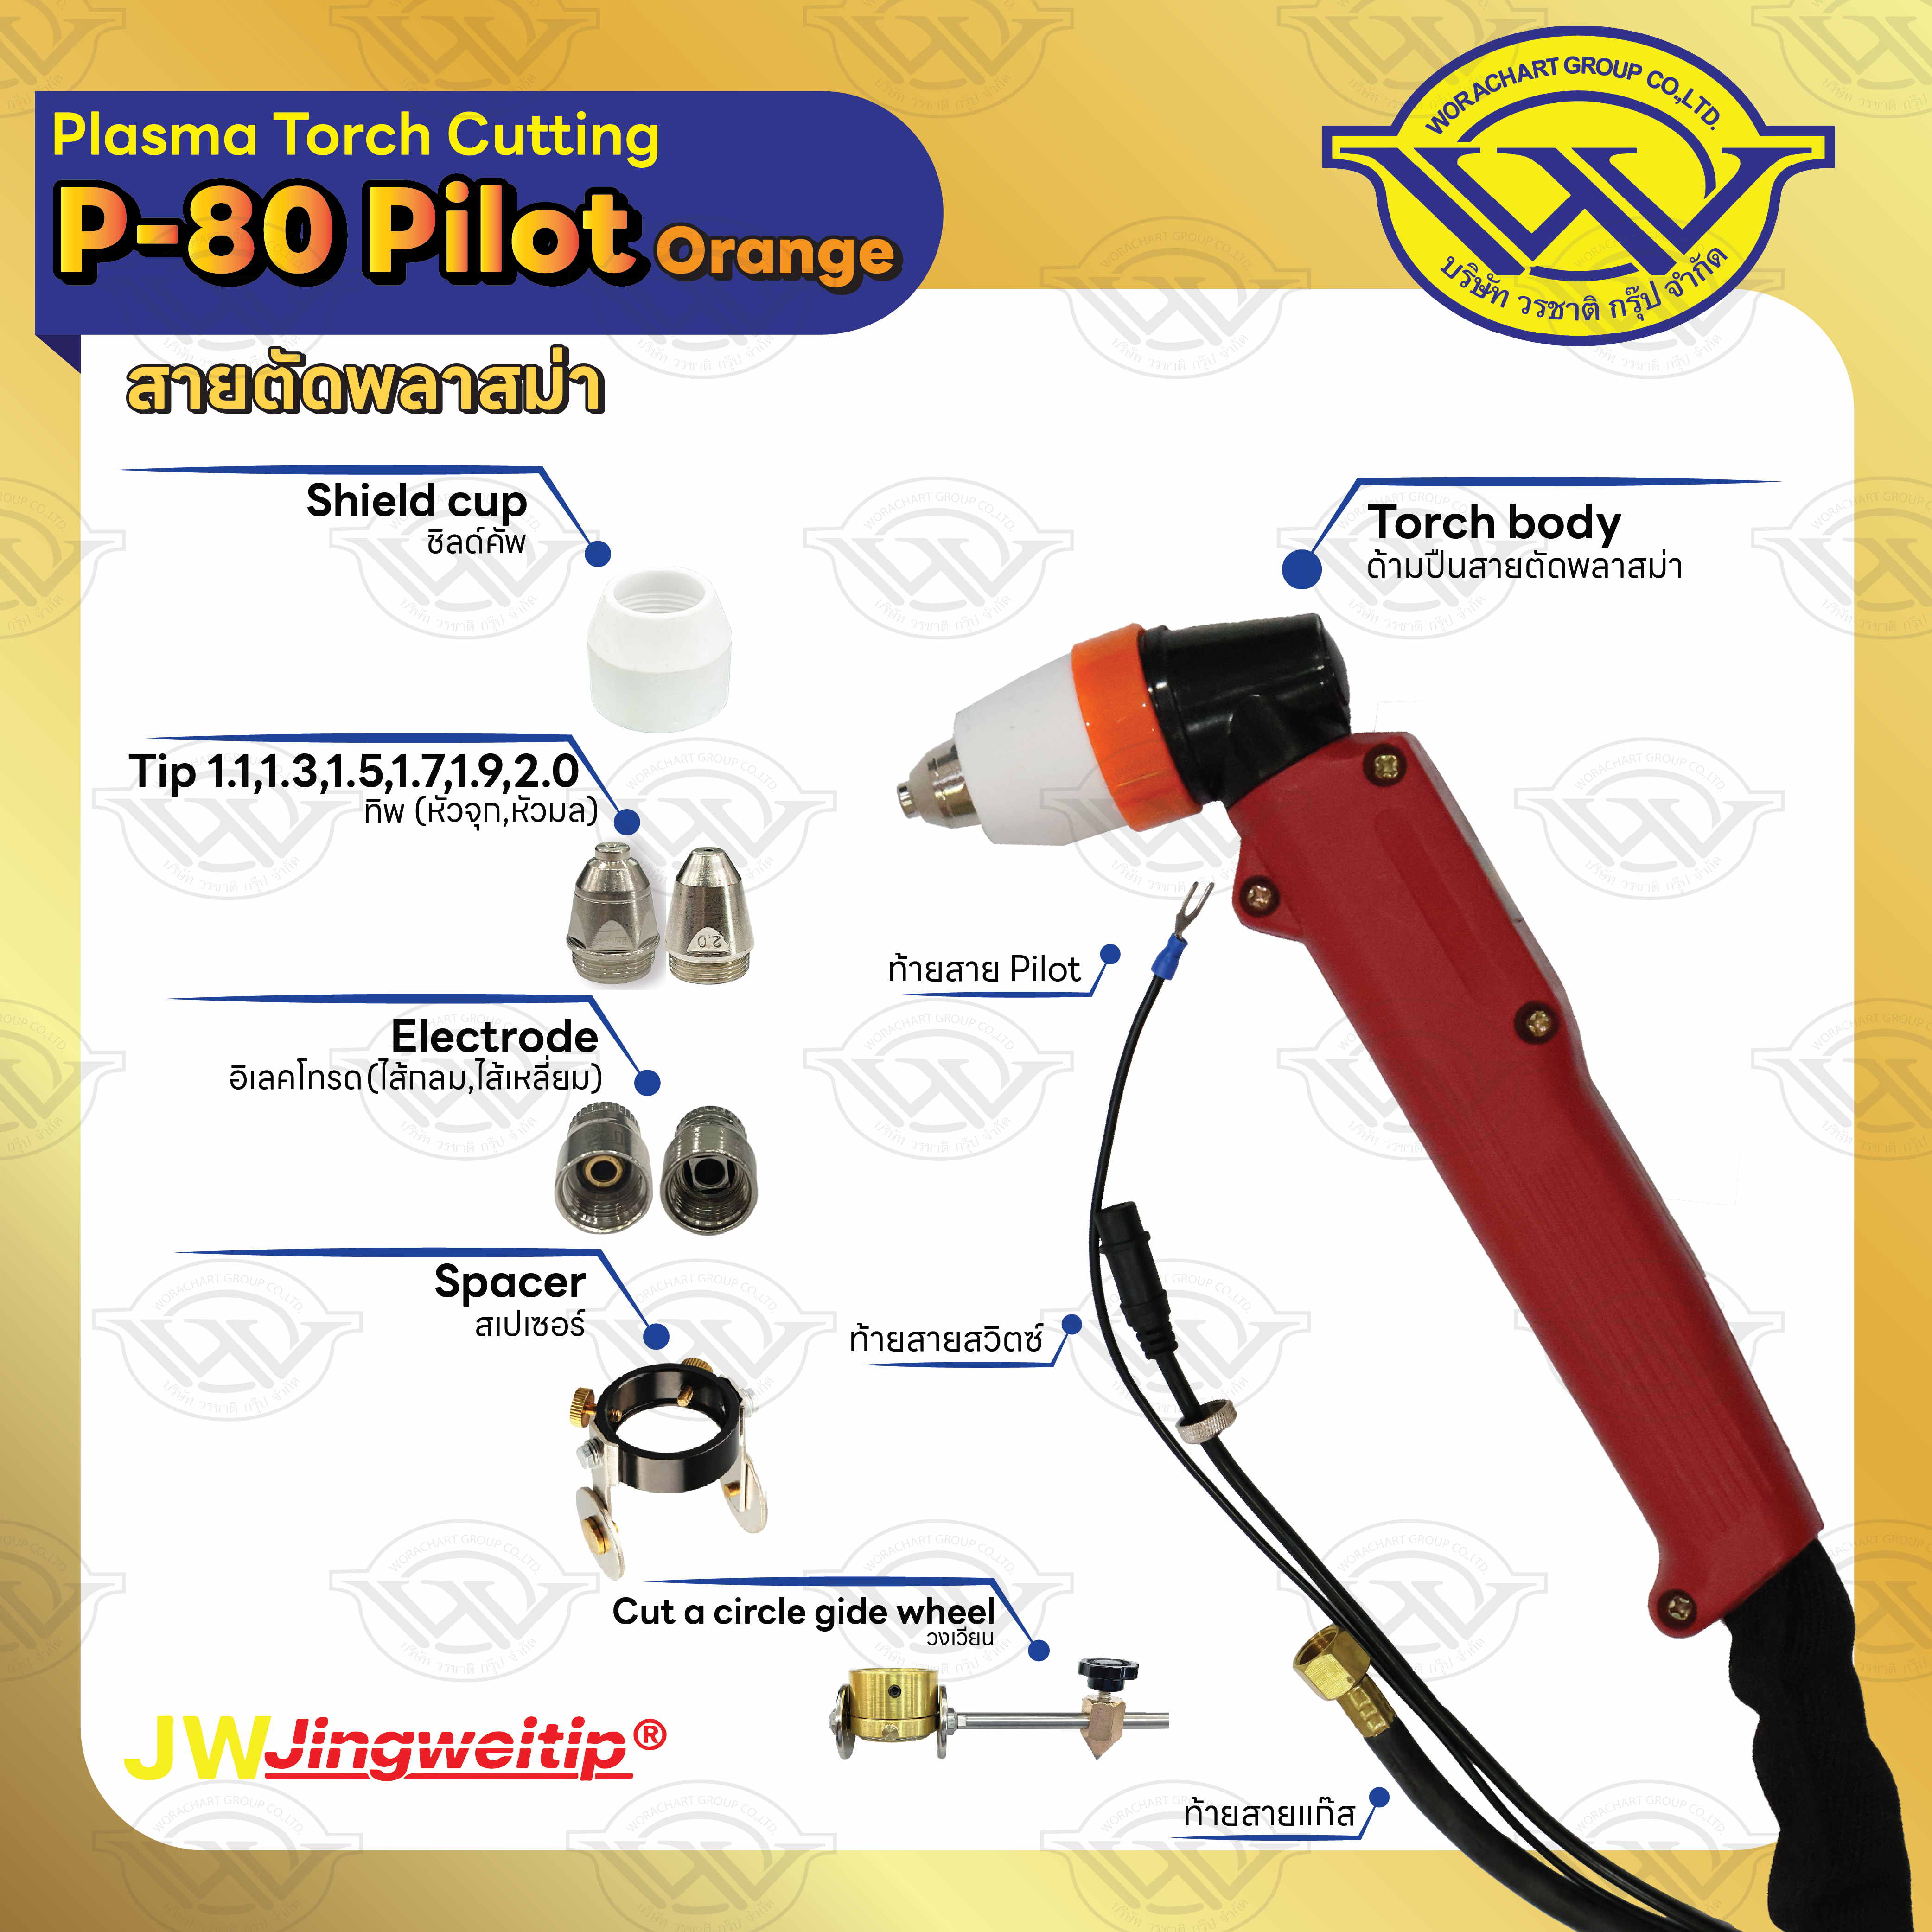 Plasma Torch Cutting
P-80 Pilot Orange
WORACHART GROUP CO.,LTD.
W
บริษัท วรชาติ กรุ๊ป จำกัด
สายตัดพลาสม่า
Shield cup
ชิลด์คัพ
Torch body
ด้ามปืนสายตัดพลาสม่า
Tip 1.1,1.3,1.5,1.7,1.9,2.0
ทิพ (หัวจุก,หัวมล)
2.0
ท้ายสาย Pilot
Electrode
อิเลคโทรด(ไส้กลม,ไส้เหลี่ยม)
Spacer
สเปเซอร์
ท้ายสายสวิตซ์
Cut a circle gide wheel
วงเวียน
JW Jingweitip®
ท้ายสายแก๊ส